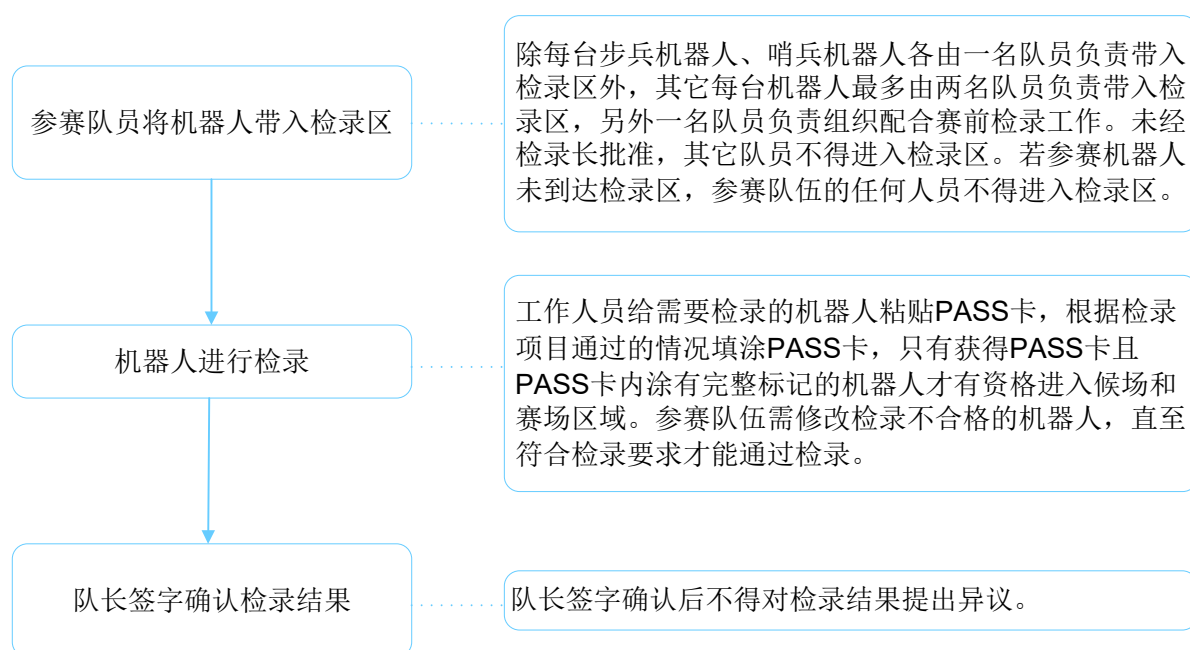 参赛队员将机器人带入检录区
除每台步兵机器人、哨兵机器人各由一名队员负责带入
检录区外，其它每台机器人最多由两名队员负责带入检
录区，另外一名队员负责组织配合赛前检录工作。未经
检录长批准，其它队员不得进入检录区。若参赛机器人
未到达检录区，参赛队伍的任何人员不得进入检录区。
机器人进行检录
工作人员给需要检录的机器人粘贴PASS卡，根据检录
项目通过的情况填涂PASS卡，只有获得PASS卡且
PASS卡内涂有完整标记的机器人才有资格进入候场和
赛场区域。参赛队伍需修改检录不合格的机器人，直至
符合检录要求才能通过检录。
队长签字确认检录结果
队长签字确认后不得对检录结果提出异议。